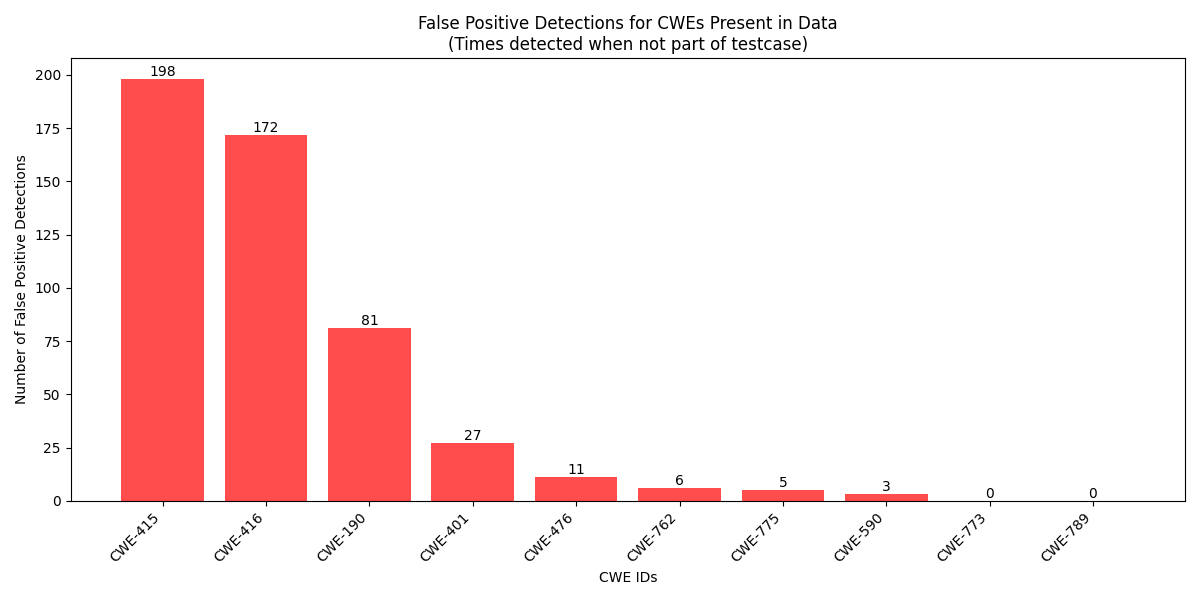 False Positive Detections for CWEs Present in Data
(Times detected when not part of testcase)
Number of False Positive Detections
200
175
150
125
100
75
50
25
0
198
172
81
27
11
6
5
3
0
0
CWE-415
CWE-416
CWE-190
CWE-401
CWE-476
CWE-762
CWE-775
CWE-590
CWE-773
CWE-789
CWE IDs